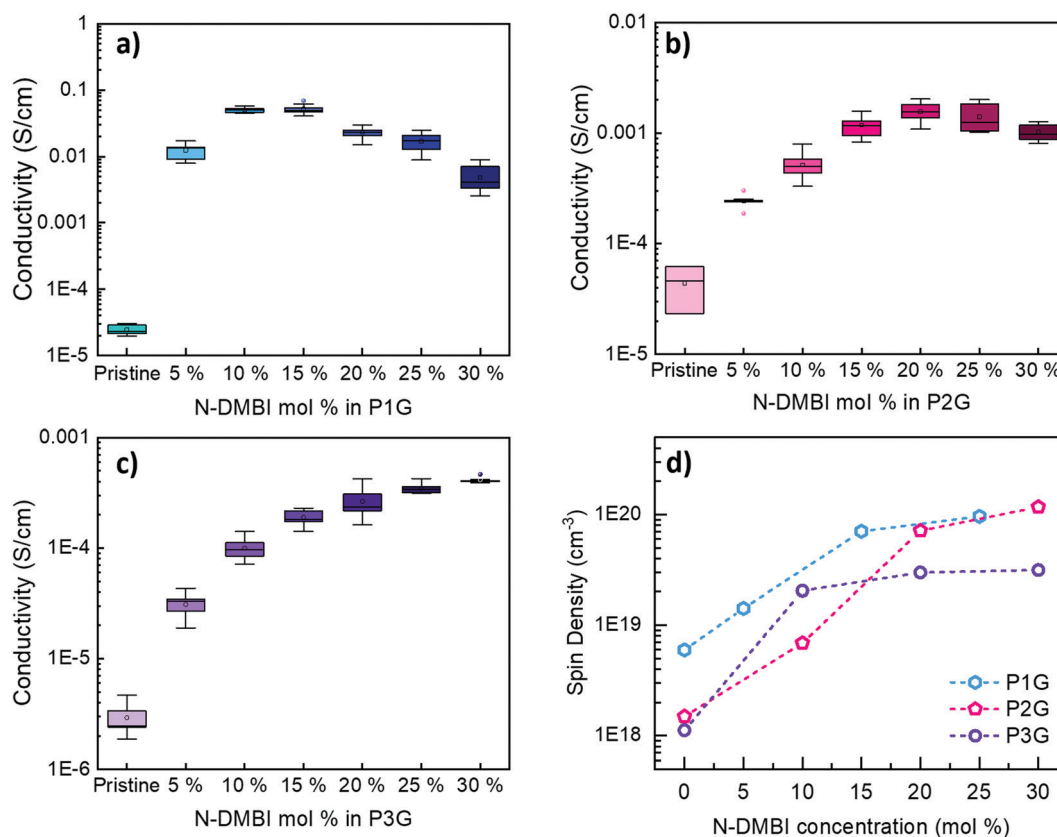 a)
Conductivity (S/cm)
1
0.1
0.01
0.001
1E-4
1E-5
Pristine 5 % 10 % 15 % 20 % 25 % 30 %
N-DMBI mol % in P1G
b)
Conductivity (S/cm)
0.01
0.001
1E-4
1E-5
Pristine 5 % 10 % 15 % 20 % 25 % 30 %
N-DMBI mol % in P2G
c)
Conductivity (S/cm)
0.001
1E-4
1E-5
1E-6
Pristine 5 % 10 % 15 % 20 % 25 % 30 %
N-DMBI mol % in P3G
d)
Spin Density (cm⁻³)
1E20
1E19
1E18
P1G
P2G
P3G
0 5 10 15 20 25 30
N-DMBI concentration (mol %)